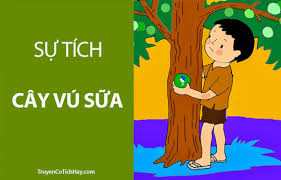 SỰ TÍCH
CÂY VÚ SỮA
TruyenCoTichHay.com